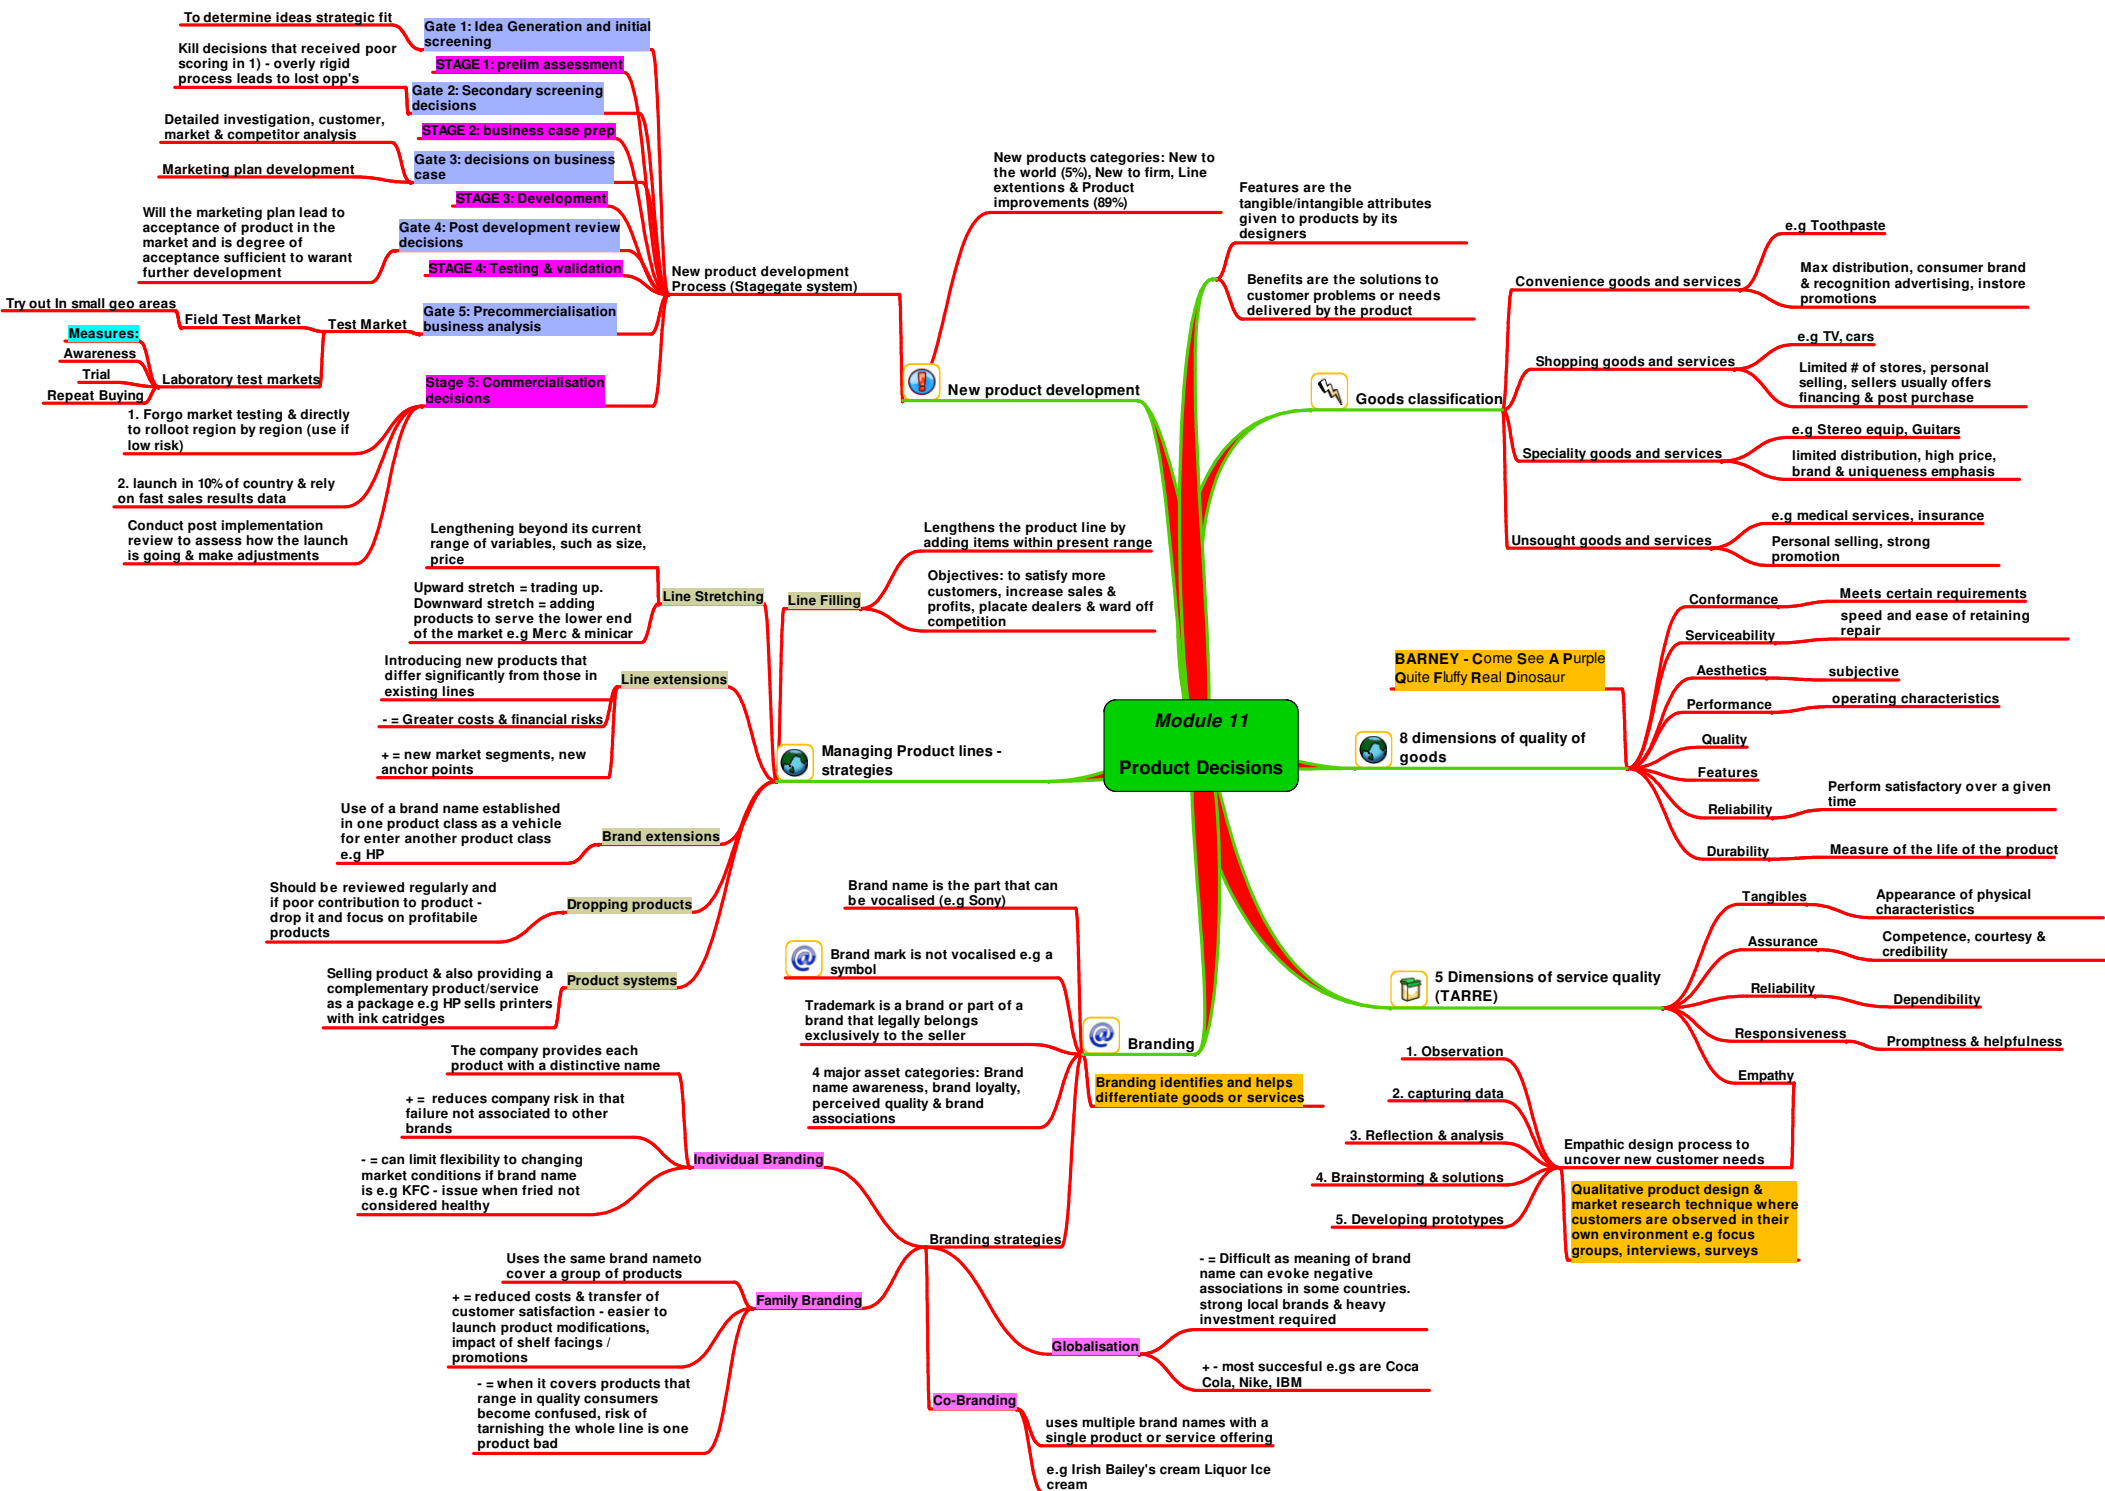 Module 11
Product Decisions
New product development
New products categories: New to
the world (5%), New to firm, Line
extentions & Product
improvements (89%)
New product development
Process (Stagegate system)
Gate 1: Idea Generation and initial
screening
To determine ideas strategic fit
STAGE 1: prelim assessment
Gate 2: Secondary screening
decisions
Kill decisions that received poor
scoring in 1) - overly rigid
process leads to lost opp's
STAGE 2: business case prep
Gate 3: decisions on business
case
Detailed investigation, customer,
market & competitor analysis
Marketing plan development
STAGE 3: Development
Gate 4: Post development review
decisions
Will the marketing plan lead to
acceptance of product in the
market and is degree of
acceptance sufficient to warant
further development
STAGE 4: Testing & validation
Gate 5: Precommercialisation
business analysis
Test Market
Field Test Market
Try out In small geo areas
Laboratory test markets
Measures:
Awareness
Trial
Repeat Buying
Stage 5: Commercialisation
decisions
1. Forgo market testing & directly
to rolloot region by region (use if
low risk)
2. launch in 10% of country & rely
on fast sales results data
Conduct post implementation
review to assess how the launch
is going & make adjustments
Features are the
tangible/intangible attributes
given to products by its
designers
Benefits are the solutions to
customer problems or needs
delivered by the product
Goods classification
Convenience goods and services
e.g Toothpaste
Max distribution, consumer brand
& recognition advertising, instore
promotions
Shopping goods and services
e.g TV, cars
Limited # of stores, personal
selling, sellers usually offers
financing & post purchase
Speciality goods and services
e.g Stereo equip, Guitars
limited distribution, high price,
brand & uniqueness emphasis
Unsought goods and services
e.g medical services, insurance
Personal selling, strong
promotion
8 dimensions of quality of
goods
BARNEY - Come See A Purple
Quite Fluffy Real Dinosaur
Conformance
Meets certain requirements
Serviceability
speed and ease of retaining
repair
Aesthetics
subjective
Performance
operating characteristics
Quality
Features
Reliability
Perform satisfactory over a given
time
Durability
Measure of the life of the product
5 Dimensions of service quality
(TARRE)
Tangibles
Appearance of physical
characteristics
Assurance
Competence, courtesy &
credibility
Reliability
Dependibility
Responsiveness
Promptness & helpfulness
Empathy
Empathic design process to
uncover new customer needs
1. Observation
2. capturing data
3. Reflection & analysis
4. Brainstorming & solutions
5. Developing prototypes
Qualitative product design &
market research technique where
customers are observed in their
own environment e.g focus
groups, interviews, surveys
Managing Product lines -
strategies
Line Filling
Lengthens the product line by
adding items within present range
Objectives: to satisfy more
customers, increase sales &
profits, placate dealers & ward off
competition
Line Stretching
Lengthening beyond its current
range of variables, such as size,
price
Upward stretch = trading up.
Downward stretch = adding
products to serve the lower end
of the market e.g Merc & minicar
Line extensions
Introducing new products that
differ significantly from those in
existing lines
- = Greater costs & financial risks
+ = new market segments, new
anchor points
Brand extensions
Use of a brand name established
in one product class as a vehicle
for enter another product class
e.g HP
Dropping products
Should be reviewed regularly and
if poor contribution to product -
drop it and focus on profitabile
products
Product systems
Selling product & also providing a
complementary product/service
as a package e.g HP sells printers
with ink catridges
Branding
Brand name is the part that can
be vocalised (e.g Sony)
Brand mark is not vocalised e.g a
symbol
Trademark is a brand or part of a
brand that legally belongs
exclusively to the seller
4 major asset categories: Brand
name awareness, brand loyalty,
perceived quality & brand
associations
Branding identifies and helps
differentiate goods or services
Branding strategies
Individual Branding
The company provides each
product with a distinctive name
+ = reduces company risk in that
failure not associated to other
brands
- = can limit flexibility to changing
market conditions if brand name
is e.g KFC - issue when fried not
considered healthy
Family Branding
Uses the same brand nameto
cover a group of products
+ = reduced costs & transfer of
customer satisfaction - easier to
launch product modifications,
impact of shelf facings /
promotions
- = when it covers products that
range in quality consumers
become confused, risk of
tarnishing the whole line is one
product bad
Globalisation
- = Difficult as meaning of brand
name can evoke negative
associations in some countries.
strong local brands & heavy
investment required
+ - most succesful e.gs are Coca
Cola, Nike, IBM
Co-Branding
uses multiple brand names with a
single product or service offering
e.g Irish Bailey's cream Liquor Ice
cream